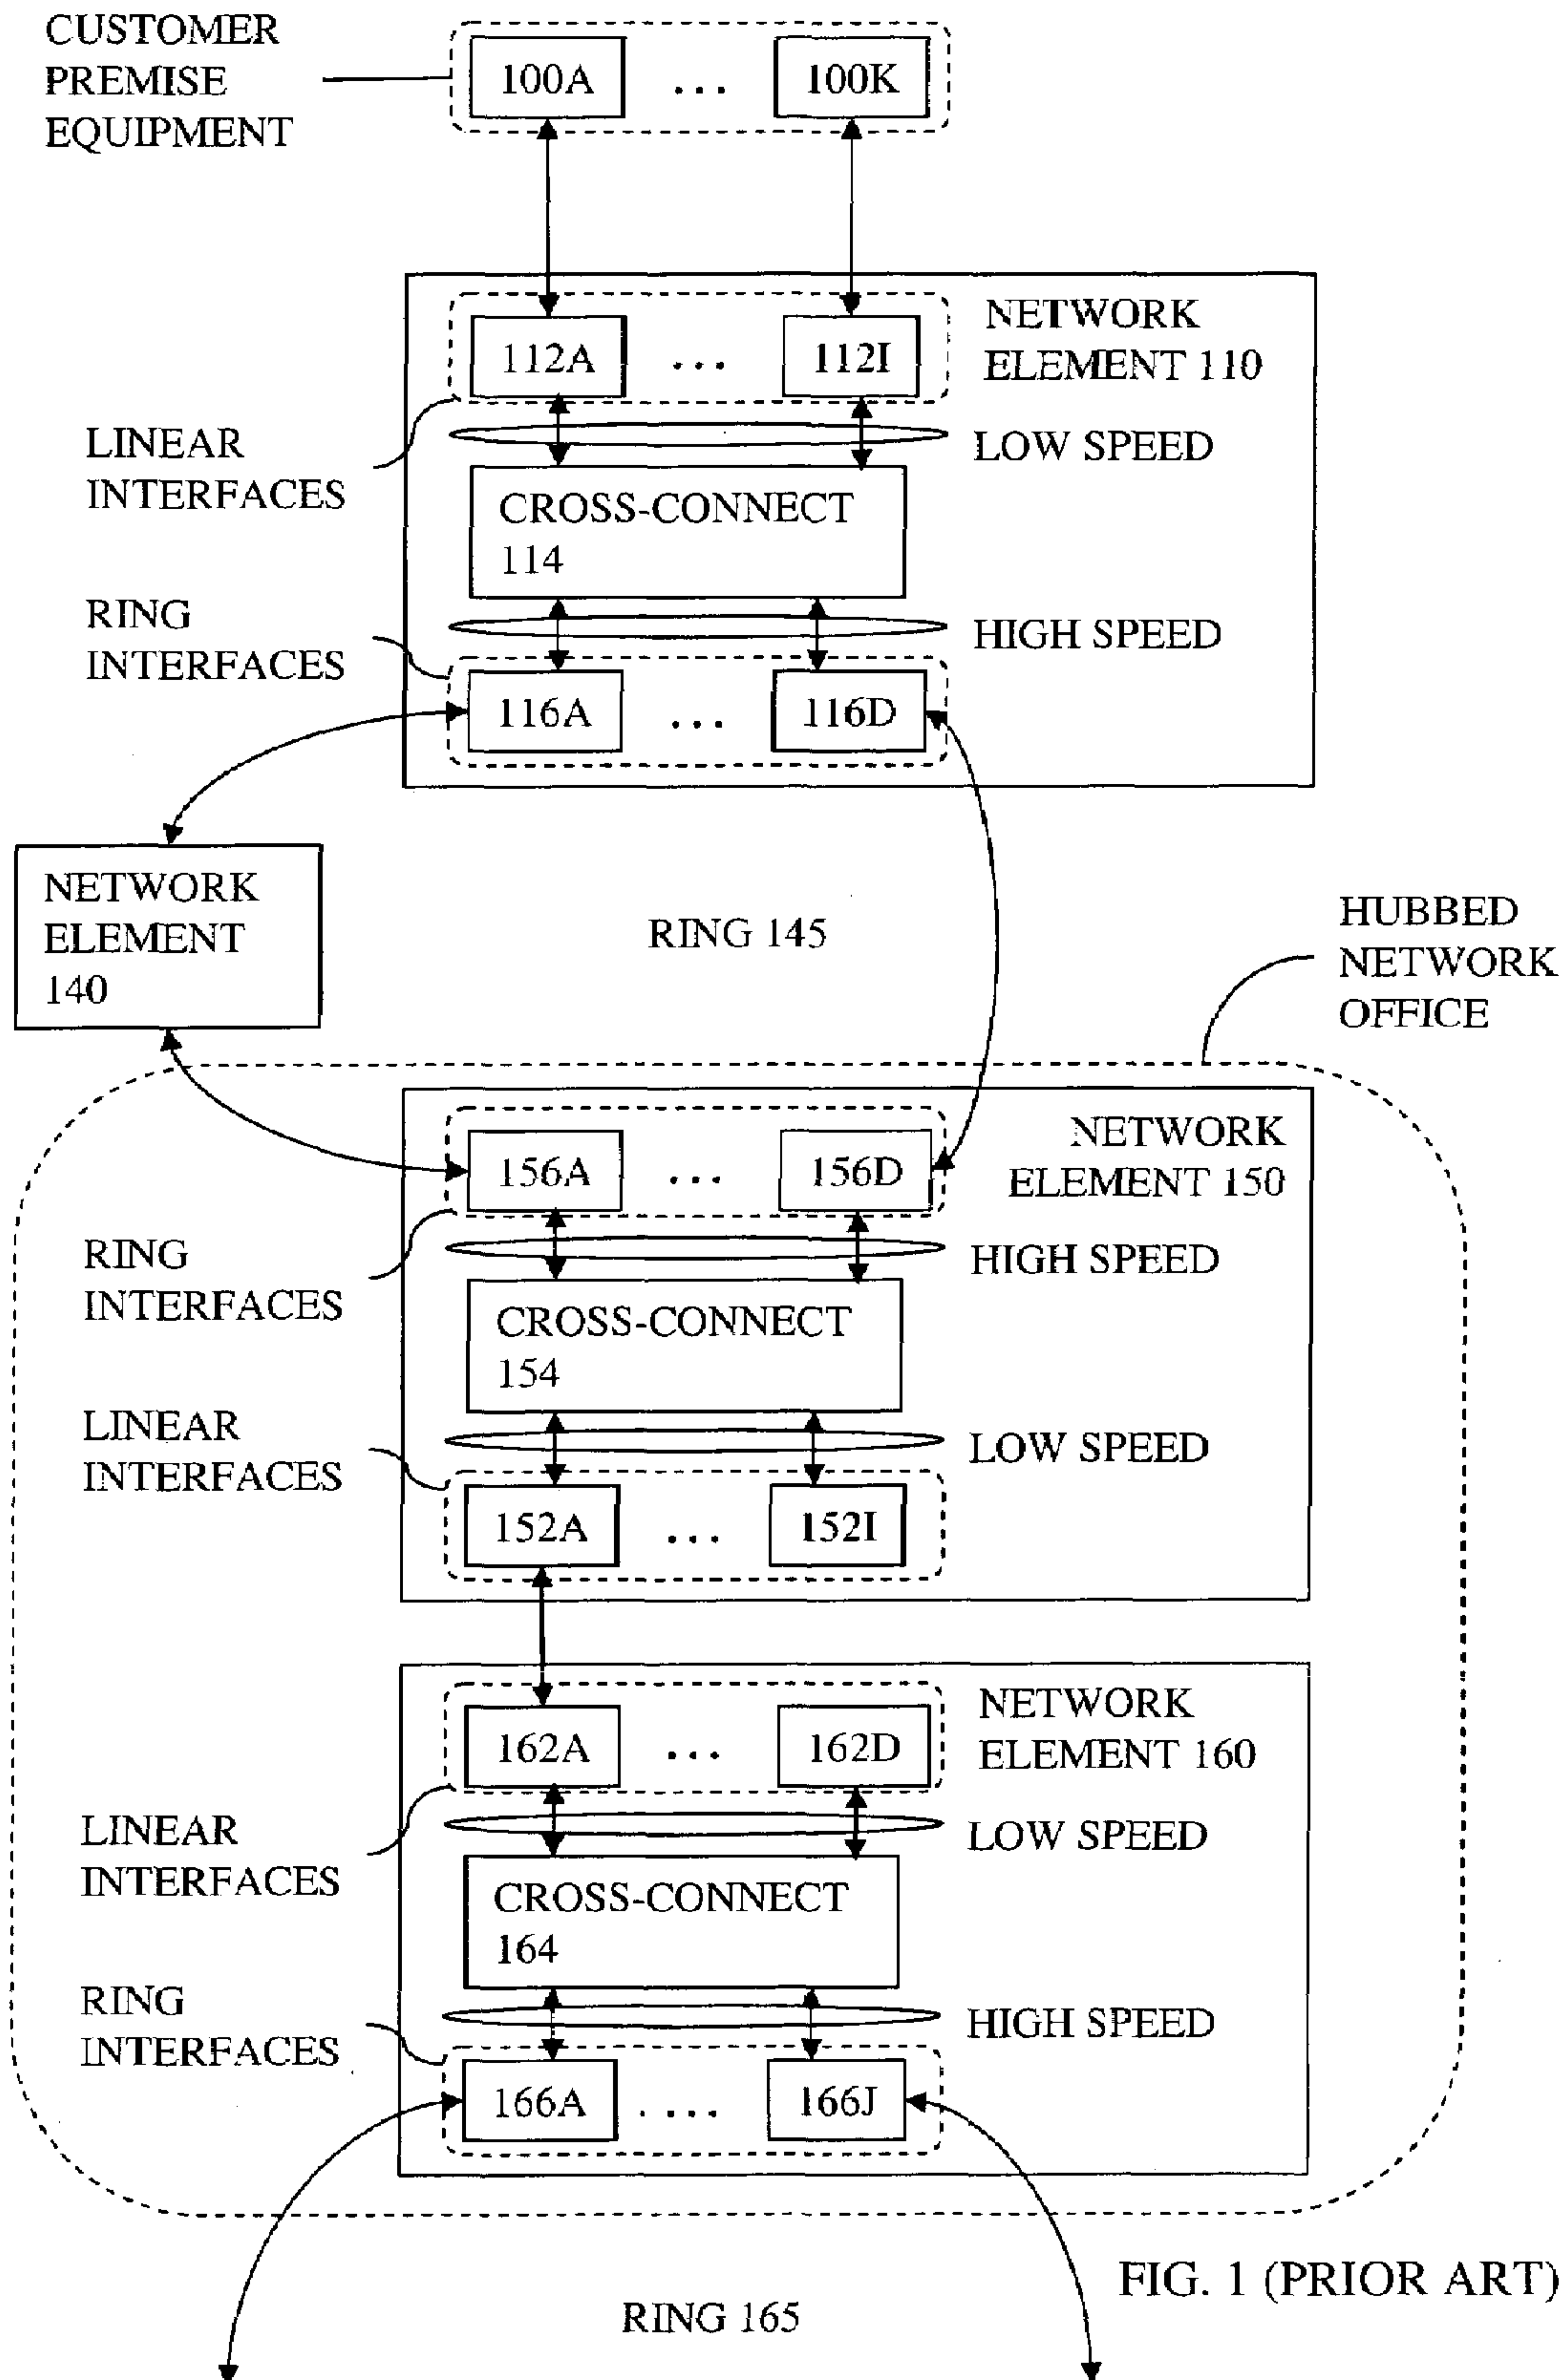 CUSTOMER
PREMISE
EQUIPMENT
100A ... 100K
NETWORK
ELEMENT 110
112A ... 112I
LINEAR
INTERFACES
LOW SPEED
CROSS-CONNECT
114
RING
INTERFACES
HIGH SPEED
116A ... 116D
NETWORK
ELEMENT
140
RING 145
HUBBED
NETWORK
OFFICE
NETWORK
ELEMENT 150
156A ... 156D
RING
INTERFACES
HIGH SPEED
CROSS-CONNECT
154
LINEAR
INTERFACES
LOW SPEED
152A ... 152I
NETWORK
ELEMENT 160
162A ... 162D
LINEAR
INTERFACES
LOW SPEED
CROSS-CONNECT
164
RING
INTERFACES
HIGH SPEED
166A .... 166J
FIG. 1 (PRIOR ART)
RING 165